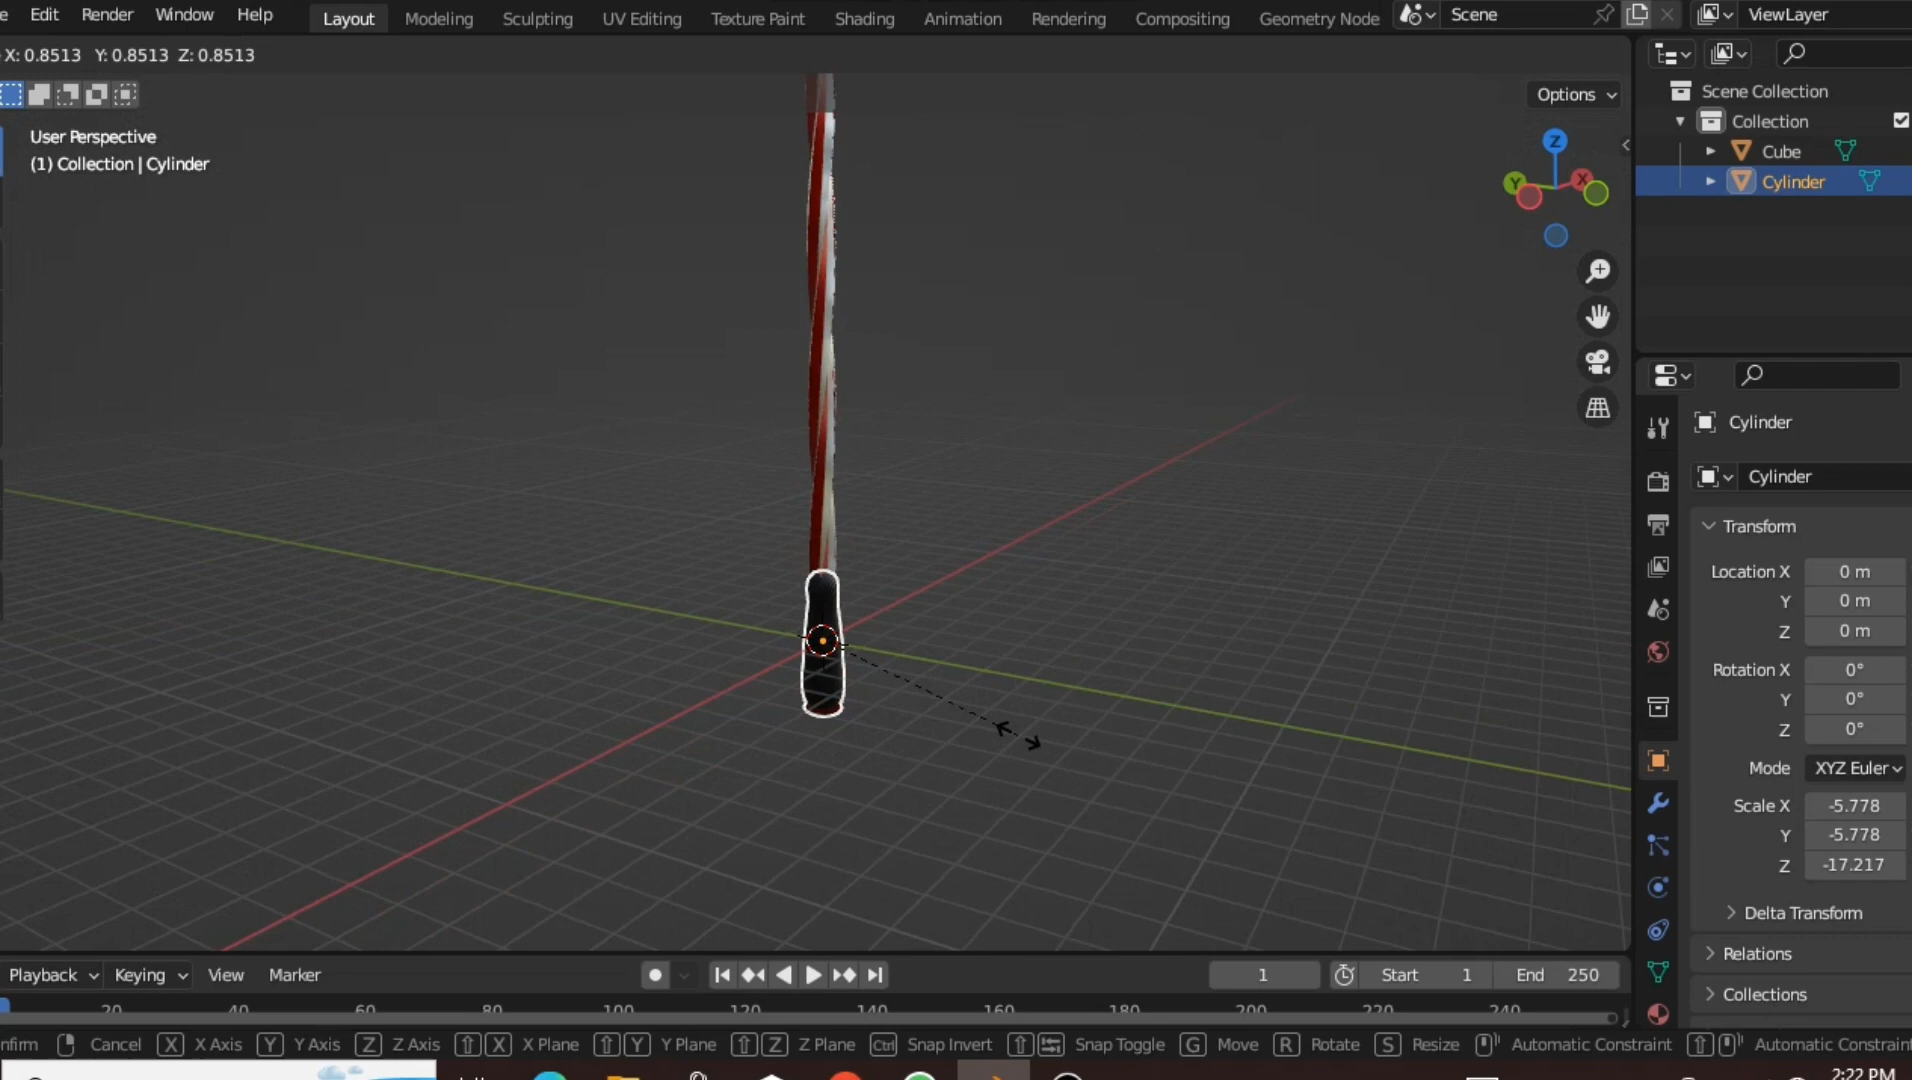 Edit Render Window Help Layout Modeling Sculpting UV Editing Texture Paint Shading Animation Rendering Compositing Geometry Node Scene ViewLayer
X: 0.8513 Y: 0.8513 Z: 0.8513
Options
User Perspective
(1) Collection | Cylinder
Z
Y
X
Scene Collection
Collection
Cube
Cylinder
Cylinder
Cylinder
Transform
Location X 0 m
Y 0 m
Z 0 m
Rotation X 0°
Y 0°
Z 0°
Mode XYZ Euler
Scale X -5.778
Y -5.778
Z -17.217
Delta Transform
Relations
Collections
Playback Keying View Marker 1 Start 1 End 250
20 40 60 80 100 120 140 160 180 200 220 240
nfirm Cancel X X Axis Y Y Axis Z Z Axis X X Plane Y Y Plane Z Z Plane Ctrl Snap Invert Snap Toggle G Move R Rotate S Resize Automatic Constraint Automatic Constraint
2:22 PM